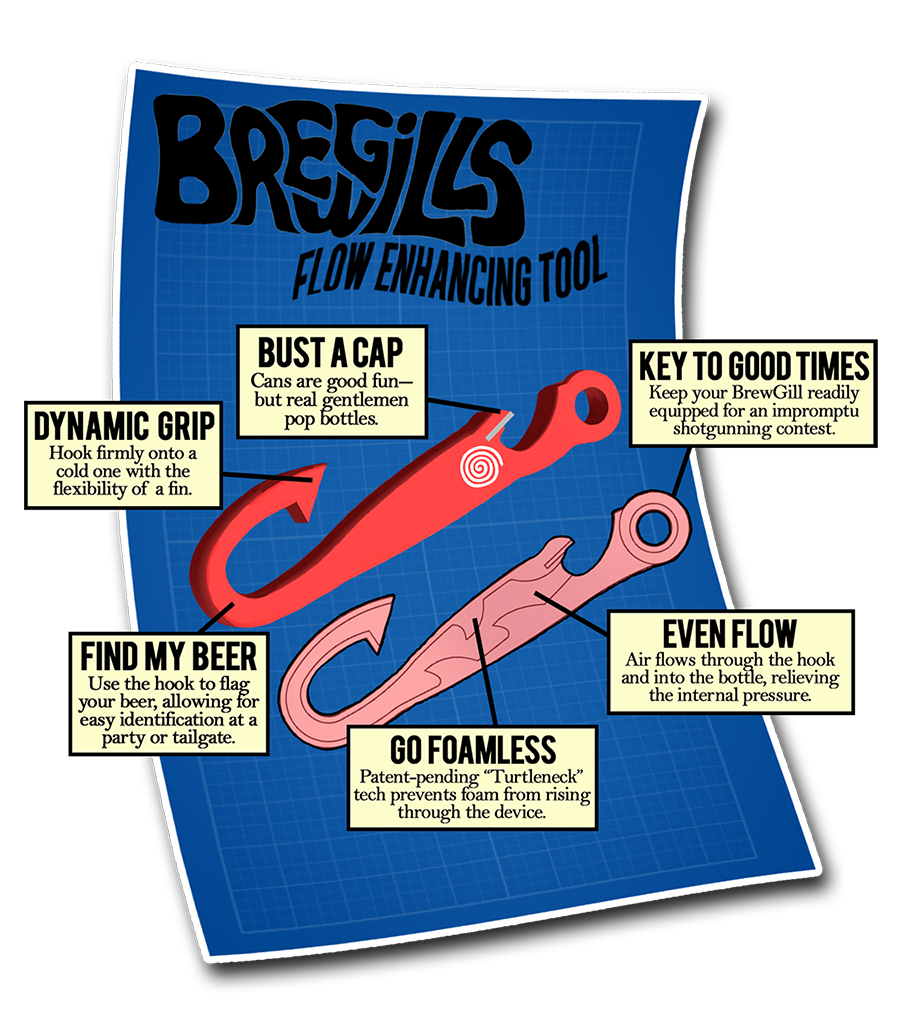 BREWGILLS
FLOW ENHANCING TOOL
BUST A CAP
Cans are good fun—
but real gentlemen
pop bottles.
KEY TO GOOD TIMES
Keep your BrewGill readily
equipped for an impromptu
shotgunning contest.
DYNAMIC GRIP
Hook firmly onto a
cold one with the
flexibility of a fin.
FIND MY BEER
Use the hook to flag
your beer, allowing for
easy identification at a
party or tailgate.
EVEN FLOW
Air flows through the hook
and into the bottle, relieving
the internal pressure.
GO FOAMLESS
Patent-pending “Turtleneck”
tech prevents foam from rising
through the device.